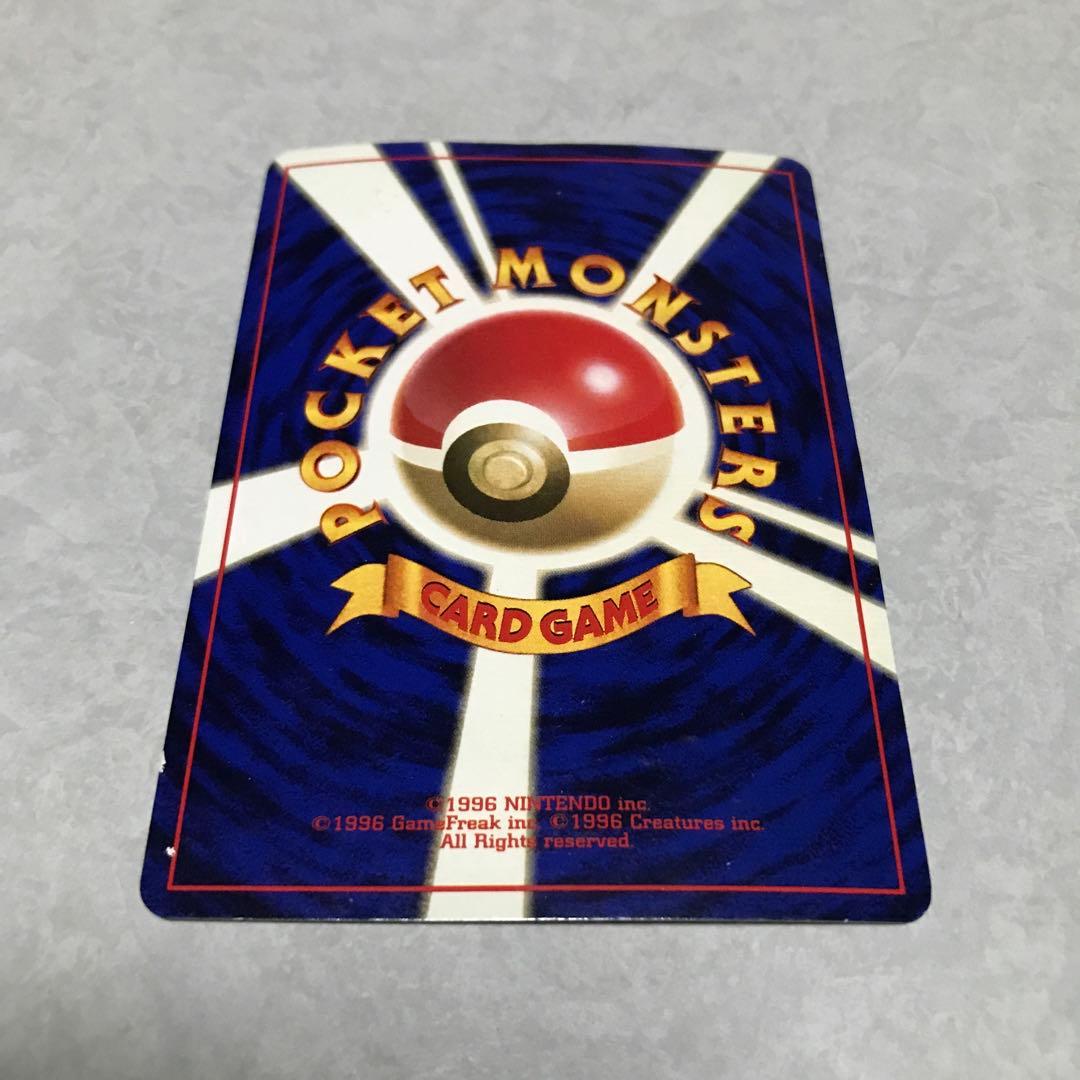 POCKET MONSTERS
CARD GAME
©1996 NINTENDO inc.
©1996 GameFreak inc. ©1996 Creatures inc.
All Rights reserved.